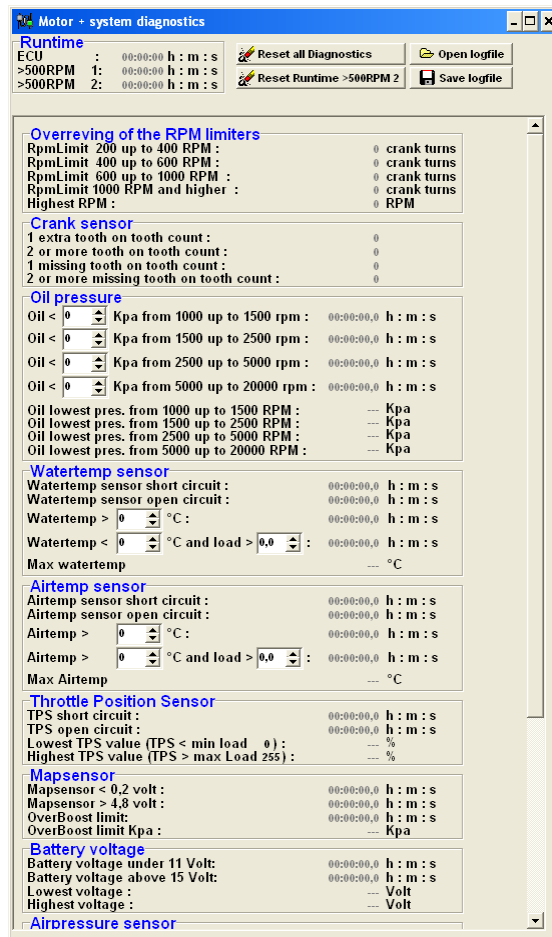 Motor + system diagnostics
Runtime
ECU : 00:00:00 h : m : s
>500RPM 1: 00:00:00 h : m : s
>500RPM 2: 00:00:00 h : m : s
Reset all Diagnostics
Open logfile
Reset Runtime >500RPM 2
Save logfile
Overreving of the RPM limiters
RpmLimit 200 up to 400 RPM : 0 crank turns
RpmLimit 400 up to 600 RPM : 0 crank turns
RpmLimit 600 up to 1000 RPM : 0 crank turns
RpmLimit 1000 RPM and higher : 0 crank turns
Highest RPM : 0 RPM
Crank sensor
1 extra tooth on tooth count : 0
2 or more tooth on tooth count : 0
1 missing tooth on tooth count : 0
2 or more missing tooth on tooth count : 0
Oil pressure
Oil < 0 Kpa from 1000 up to 1500 rpm : 00:00:00,0 h : m : s
Oil < 0 Kpa from 1500 up to 2500 rpm : 00:00:00,0 h : m : s
Oil < 0 Kpa from 2500 up to 5000 rpm : 00:00:00,0 h : m : s
Oil < 0 Kpa from 5000 up to 20000 rpm : 00:00:00,0 h : m : s
Oil lowest pres. from 1000 up to 1500 RPM : --- Kpa
Oil lowest pres. from 1500 up to 2500 RPM : --- Kpa
Oil lowest pres. from 2500 up to 5000 RPM : --- Kpa
Oil lowest pres. from 5000 up to 20000 RPM : --- Kpa
Watertemp sensor
Watertemp sensor short circuit : 00:00:00,0 h : m : s
Watertemp sensor open circuit : 00:00:00,0 h : m : s
Watertemp > 0 °C : 00:00:00,0 h : m : s
Watertemp < 0 °C and load > 0,0 : 00:00:00,0 h : m : s
Max watertemp --- °C
Airtemp sensor
Airtemp sensor short circuit : 00:00:00,0 h : m : s
Airtemp sensor open circuit : 00:00:00,0 h : m : s
Airtemp > 0 °C : 00:00:00,0 h : m : s
Airtemp > 0 °C and load > 0,0 : 00:00:00,0 h : m : s
Max Airtemp --- °C
Throttle Position Sensor
TPS short circuit : 00:00:00,0 h : m : s
TPS open circuit : 00:00:00,0 h : m : s
Lowest TPS value (TPS < min load 0 ) : --- %
Highest TPS value (TPS > max Load 255 ) : --- %
Mapsensor
Mapsensor < 0,2 volt : 00:00:00,0 h : m : s
Mapsensor > 4,8 volt : 00:00:00,0 h : m : s
OverBoost limit: 00:00:00,0 h : m : s
OverBoost limit Kpa : --- Kpa
Battery voltage
Battery voltage under 11 Volt: 00:00:00,0 h : m : s
Battery voltage above 15 Volt: 00:00:00,0 h : m : s
Lowest voltage : --- Volt
Highest voltage : --- Volt
Airpressure sensor